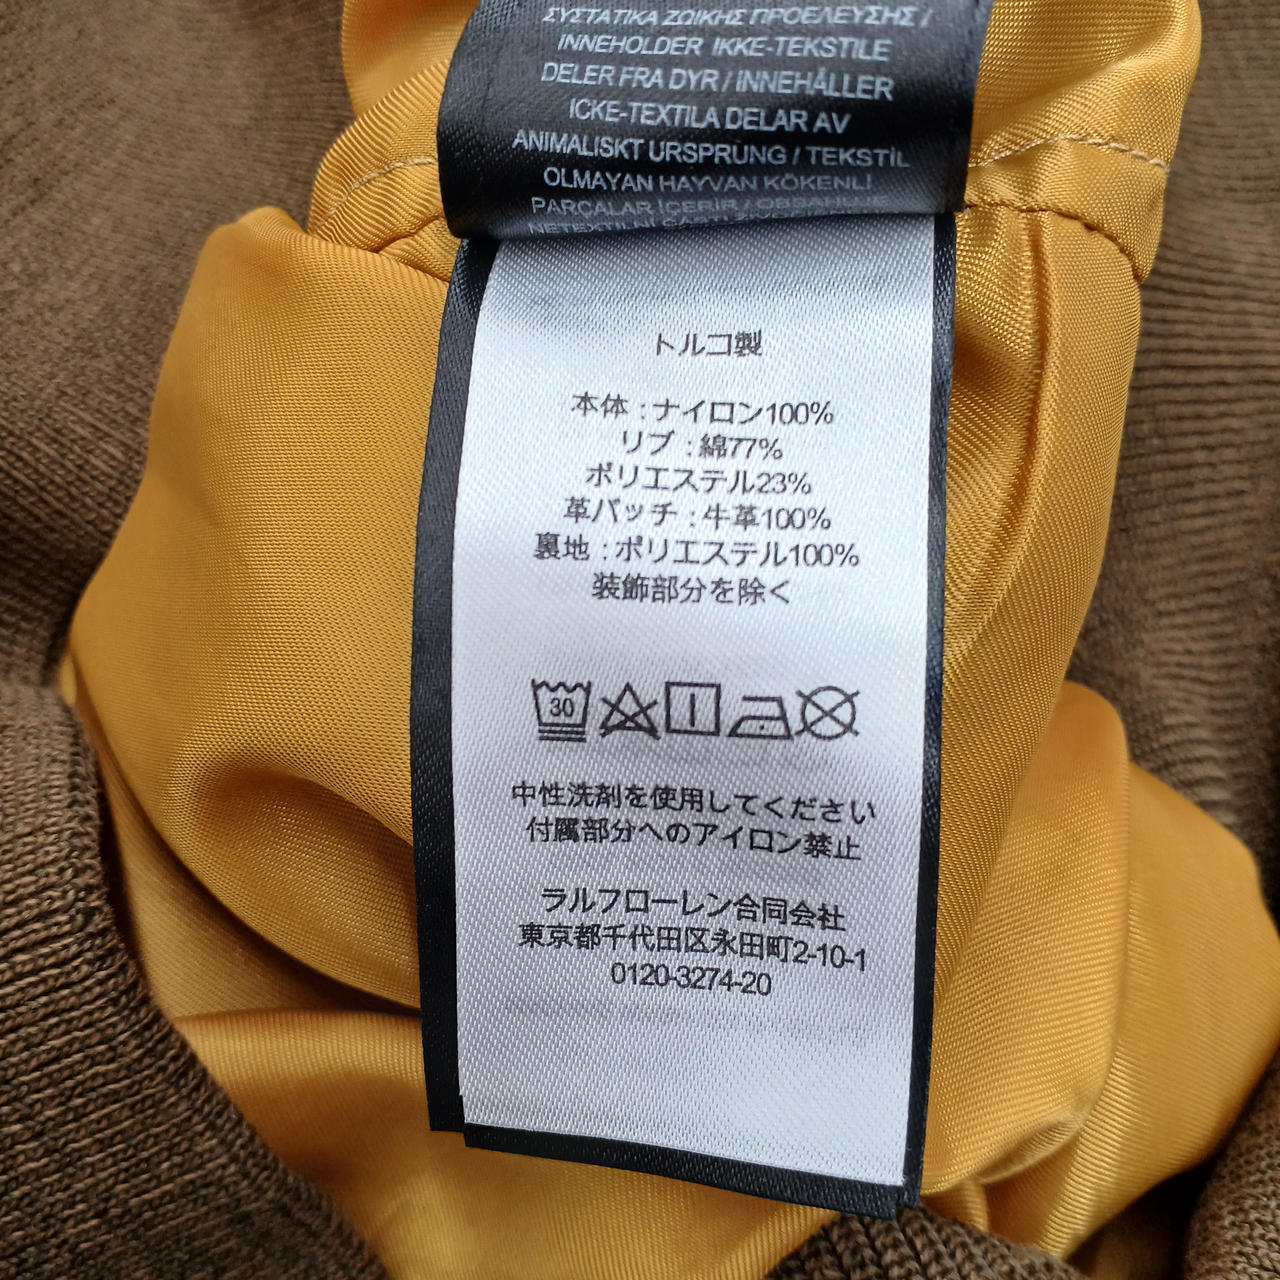 ΣΥΣΤΑΤΙΚΑ ΖΩΙΚΗΣ ΠΡΟΕΛΕΥΣΗΣ /
INNEHOLDER IKKE-TEKSTILE
DELER FRA DYR / INNEHÅLLER
ICKE-TEXTILA DELAR AV
ANIMALISKT URSPRUNG / TEKSTİL
OLMAYAN HAYVAN KÖKENLİ
PARÇALAR İÇERİR / OBSAHUJE
トルコ製
本体 : ナイロン100%
リブ : 綿77%
ポリエステル23%
革パッチ : 牛革100%
裏地 : ポリエステル100%
装飾部分を除く
30
中性洗剤を使用してください
付属部分へのアイロン禁止
ラルフローレン合同会社
東京都千代田区永田町2-10-1
0120-3274-20